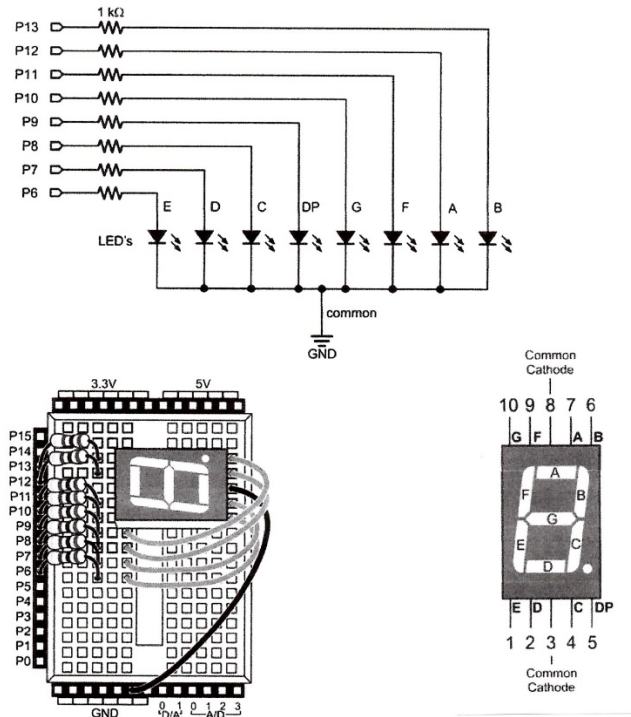 1 kΩ
P13
P12
P11
P10
P9
P8
P7
P6
E D C DP G F A B
LED's
common
GND
3.3V 5V
P15
P14
P13
P12
P11
P10
P9
P8
P7
P6
P5
P4
P3
P2
P1
P0
GND
0 1 0 1 2 3
D/A A/D
Common
Cathode
10 9 8 7 6
G F A B
A
F B
G
E C
D
E D C DP
1 2 3 4 5
Common
Cathode